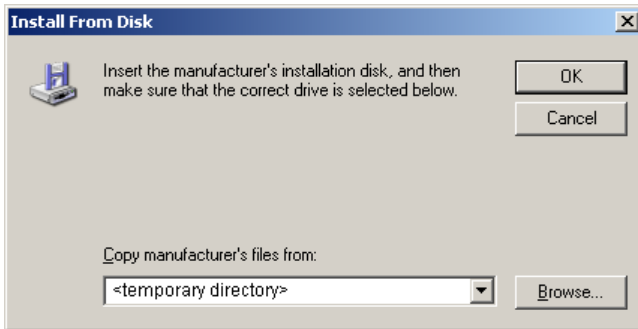 Install From Disk
Insert the manufacturer's installation disk, and then
make sure that the correct drive is selected below.
OK
Cancel
Copy manufacturer's files from:
<temporary directory>
Browse...